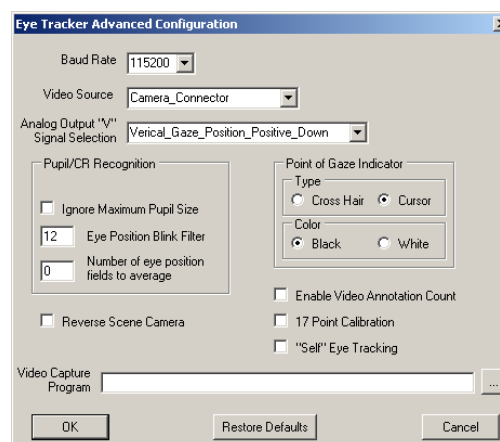 Eye Tracker Advanced Configuration
Baud Rate 115200
Video Source Camera_Connector
Analog Output "V"
Signal Selection Verical_Gaze_Position_Positive_Down
Pupil/CR Recognition
Ignore Maximum Pupil Size
12 Eye Position Blink Filter
0 Number of eye position
fields to average
Reverse Scene Camera
Point of Gaze Indicator
Type
Cross Hair Cursor
Color
Black White
Enable Video Annotation Count
17 Point Calibration
"Self" Eye Tracking
Video Capture
Program ...
OK Restore Defaults Cancel